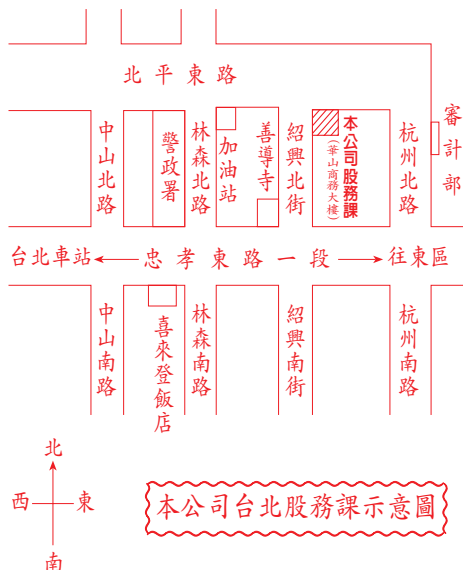 北平東路
中山北路
警政署
林森北路
加油站
善導寺
紹興北街
本公司股務課
(華山商務大樓)
杭州北路
審計部
台北車站
忠孝東路一段
往東區
中山南路
喜來登飯店
林森南路
紹興南街
杭州南路
北
西
東
南
本公司台北股務課示意圖